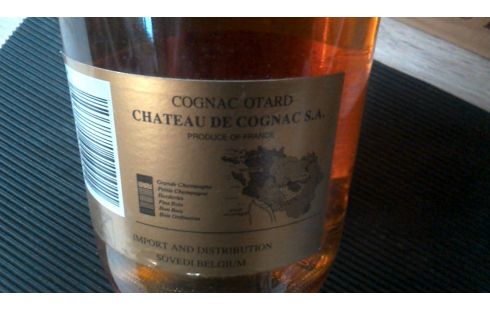 COGNAC OTARD
CHATEAU DE COGNAC S.A.
PRODUCE OF FRANCE
Grande Champagne
Petite Champagne
Borderies
Fins Bois
Bons Bois
Bois Ordinaires
IMPORT AND DISTRIBUTION
SOVEDI BELGIUM